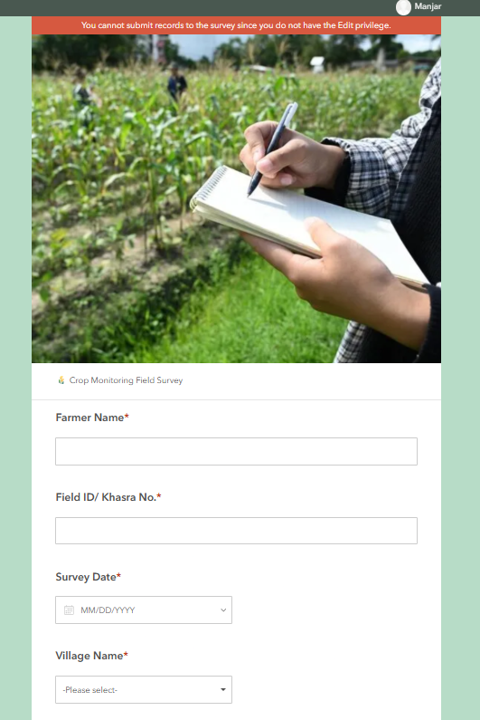 Manjar
You cannot submit records to the survey since you do not have the Edit privilege.
Crop Monitoring Field Survey
Farmer Name*
Field ID/ Khasra No.*
Survey Date*
MM/DD/YYYY
Village Name*
-Please select-